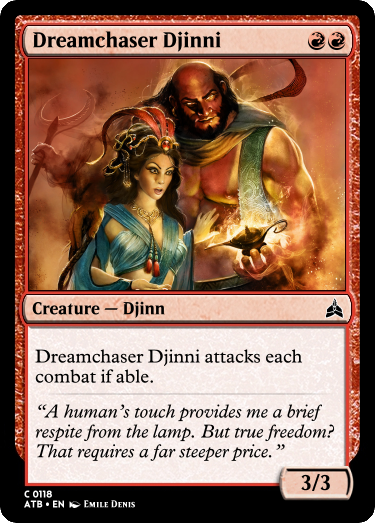 Dreamchaser Djinni
Creature — Djinn
Dreamchaser Djinni attacks each
combat if able.
“A human’s touch provides me a brief
respite from the lamp. But true freedom?
That requires a far steeper price.”
3/3
C 0118
ATB • EN Emile Denis